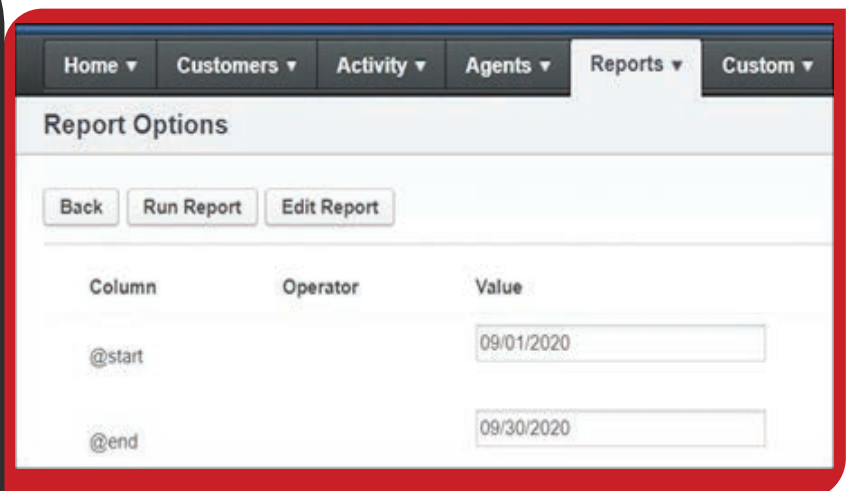 Home ▼ Customers ▼ Activity ▼ Agents ▼ Reports ▼ Custom ▼
Report Options
Back Run Report Edit Report
Column Operator Value
@start 09/01/2020
@end 09/30/2020